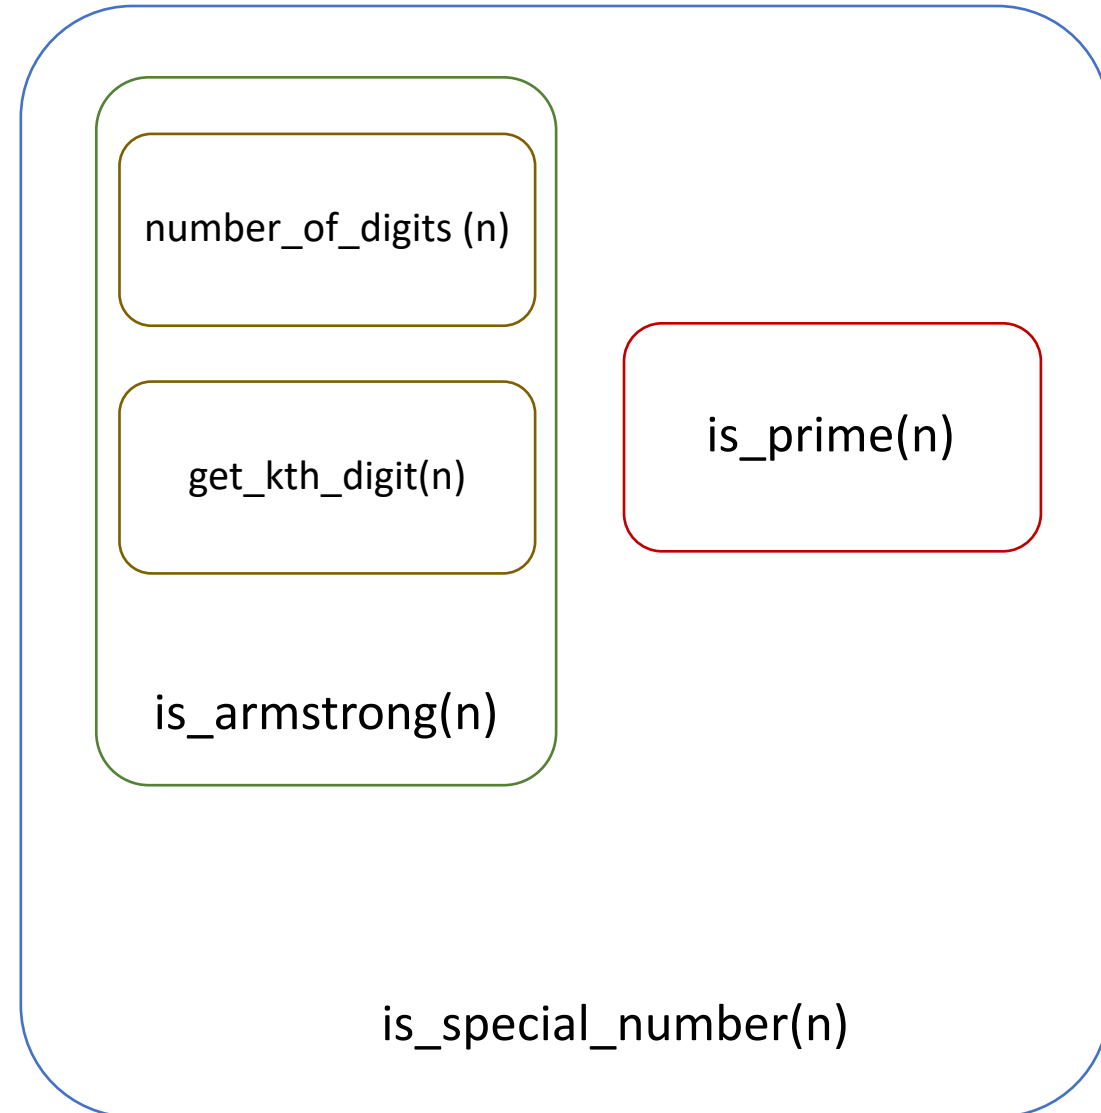 number_of_digits (n)
get_kth_digit(n)
is_prime(n)
is_armstrong(n)
is_special_number(n)